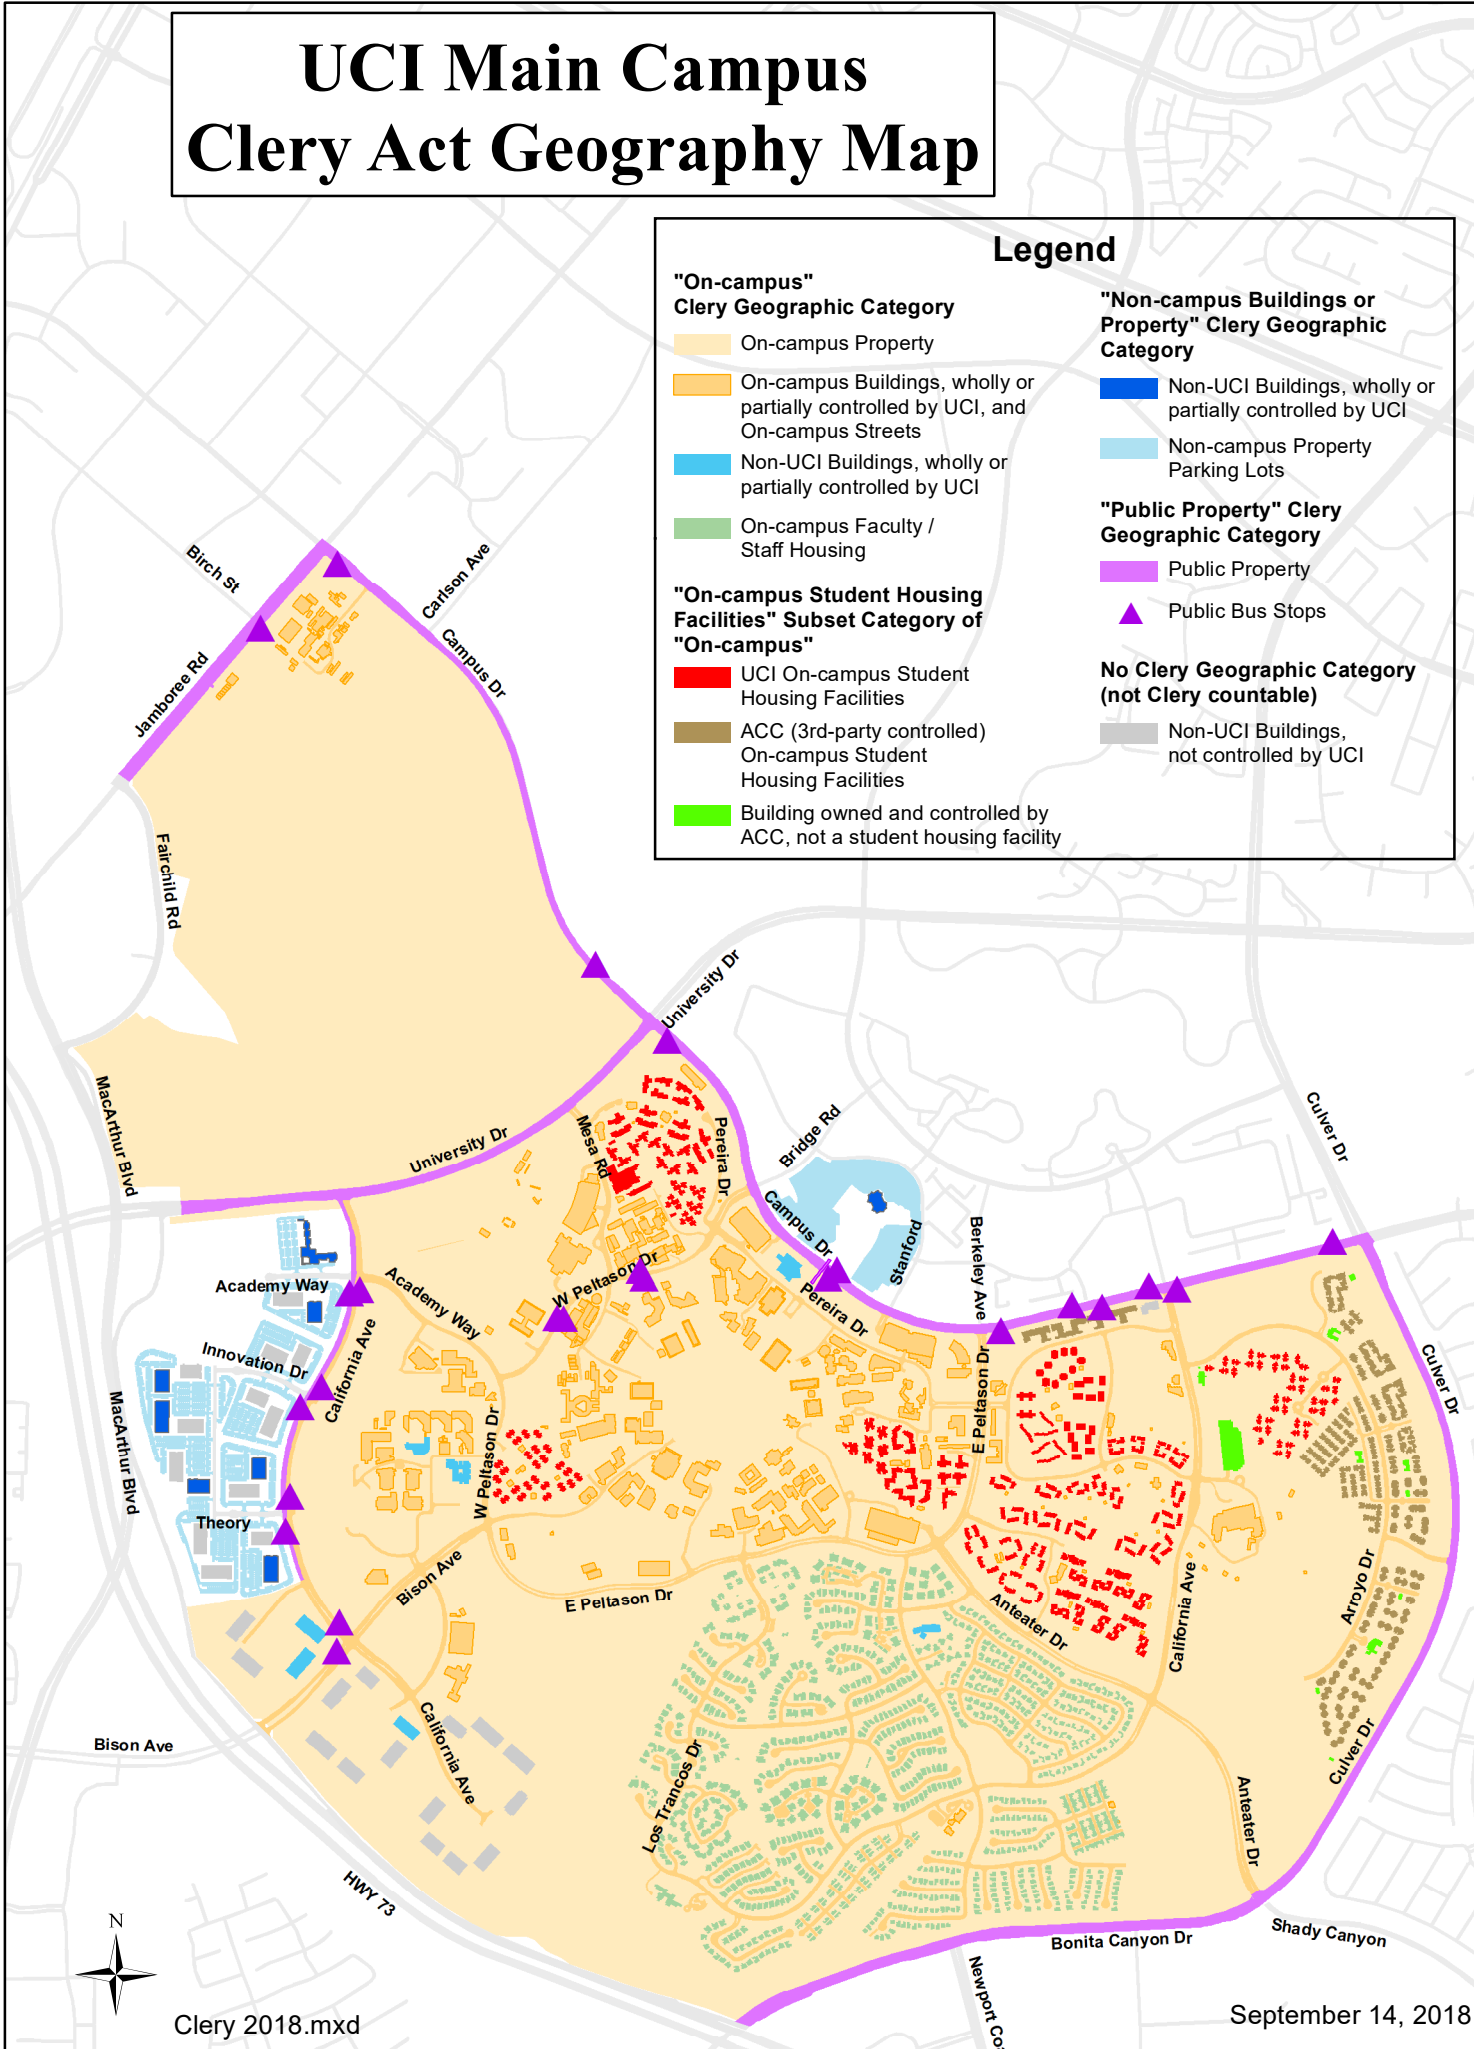 UCI Main Campus
Clery Act Geography Map
Legend
"On-campus"
Clery Geographic Category
On-campus Property
On-campus Buildings, wholly or
partially controlled by UCI, and
On-campus Streets
Non-UCI Buildings, wholly or
partially controlled by UCI
On-campus Faculty /
Staff Housing
"On-campus Student Housing
Facilities" Subset Category of
"On-campus"
UCI On-campus Student
Housing Facilities
ACC (3rd-party controlled)
On-campus Student
Housing Facilities
Building owned and controlled by
ACC, not a student housing facility
"Non-campus Buildings or
Property" Clery Geographic
Category
Non-UCI Buildings, wholly or
partially controlled by UCI
Non-campus Property
Parking Lots
"Public Property" Clery
Geographic Category
Public Property
Public Bus Stops
No Clery Geographic Category
(not Clery countable)
Non-UCI Buildings,
not controlled by UCI
Birch St
Carlson Ave
Campus Dr
Jamboree Rd
Fairchild Rd
University Dr
MacArthur Blvd
University Dr
Mesa Rd
Pereira Dr
Bridge Rd
Culver Dr
Campus Dr
Stanford
Berkeley Ave
Academy Way
Academy Way
W Peltason Dr
Pereira Dr
Innovation Dr
California Ave
E Peltason Dr
Culver Dr
MacArthur Blvd
W Peltason Dr
Theory
Bison Ave
E Peltason Dr
Anteater Dr
California Ave
Arroyo Dr
Bison Ave
California Ave
Los Trancos Dr
Culver Dr
Anteater Dr
HWY 73
Shady Canyon
Bonita Canyon Dr
Newport Coa
N
Clery 2018.mxd
September 14, 2018